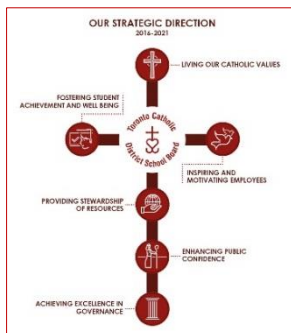 OUR STRATEGIC DIRECTION
2016-2021
LIVING OUR CATHOLIC VALUES
FOSTERING STUDENT
ACHIEVEMENT AND WELL BEING
Toronto Catholic
District School Board
INSPIRING AND
MOTIVATING EMPLOYEES
PROVIDING STEWARDSHIP
OF RESOURCES
ENHANCING PUBLIC
CONFIDENCE
ACHIEVING EXCELLENCE IN
GOVERNANCE